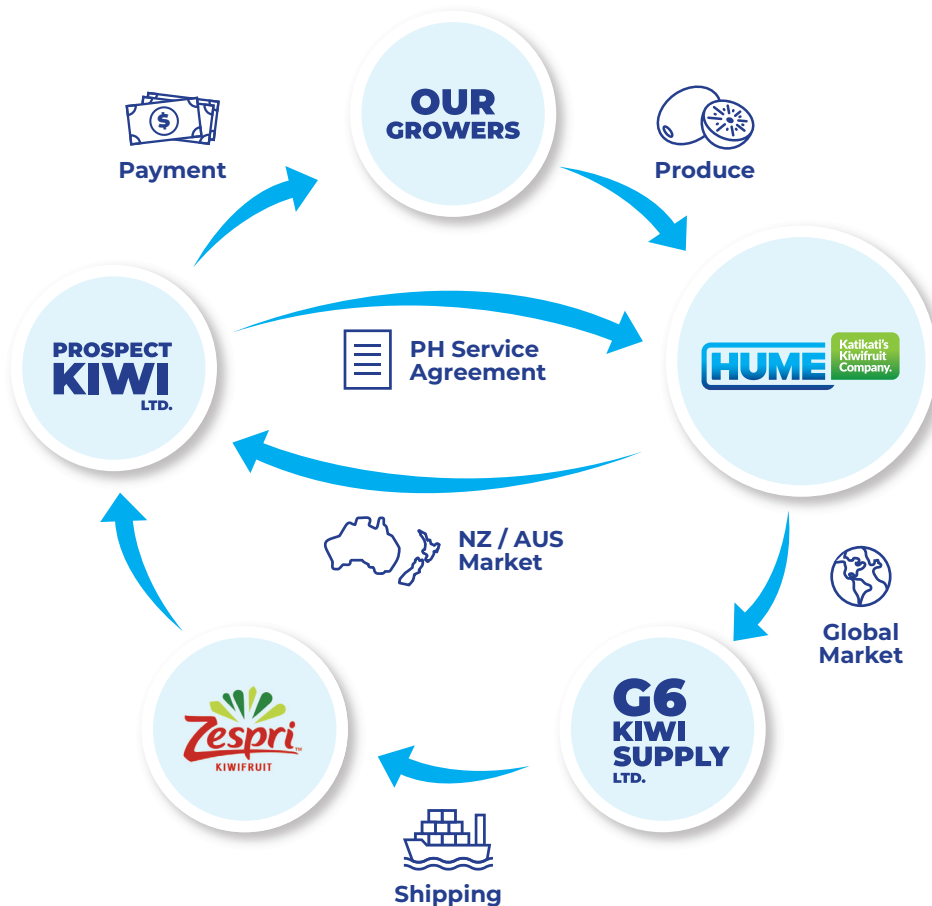 OUR
GROWERS
$
Payment
Produce
PROSPECT
KIWI
LTD.
PH Service
Agreement
HUME
Katikati's
Kiwifruit
Company.
NZ / AUS
Market
Global
Market
Zespri™
KIWIFRUIT
G6
KIWI
SUPPLY
LTD.
Shipping